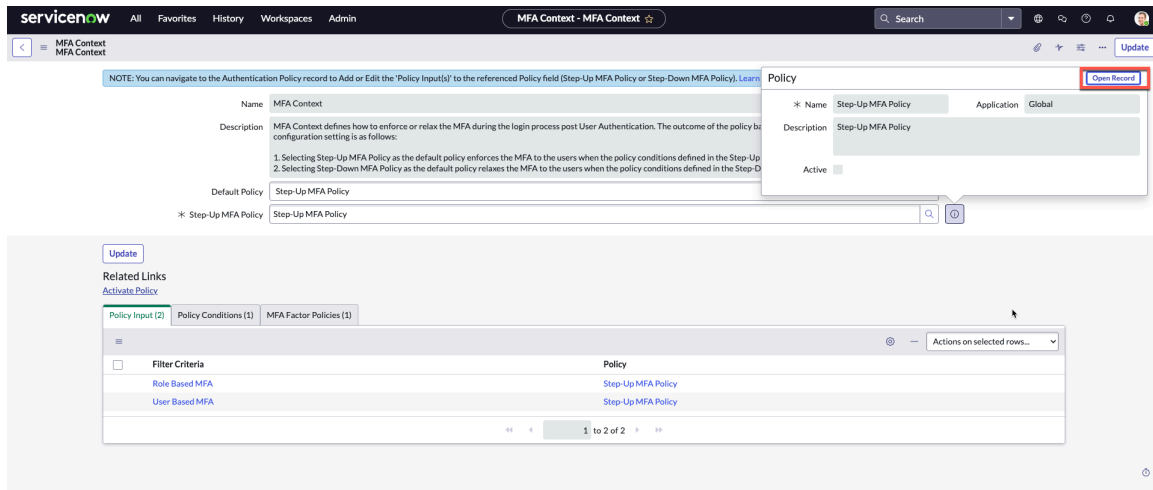 servicenow All Favorites History Workspaces Admin MFA Context - MFA Context Search
MFA Context
MFA Context
Update
NOTE: You can navigate to the Authentication Policy record to Add or Edit the 'Policy Input(s)' to the referenced Policy field (Step-Up MFA Policy or Step-Down MFA Policy). Learn
Policy
Open Record
Name Step-Up MFA Policy Application Global
Description Step-Up MFA Policy
Active
Name MFA Context
Description MFA Context defines how to enforce or relax the MFA during the login process post User Authentication. The outcome of the policy ba
configuration setting is as follows:
1. Selecting Step-Up MFA Policy as the default policy enforces the MFA to the users when the policy conditions defined in the Step-Up
2. Selecting Step-Down MFA Policy as the default policy relaxes the MFA to the users when the policy conditions defined in the Step-D
Default Policy Step-Up MFA Policy
Step-Up MFA Policy Step-Up MFA Policy
Update
Related Links
Activate Policy
Policy Input (2) Policy Conditions (1) MFA Factor Policies (1)
Actions on selected rows...
Filter Criteria Policy
Role Based MFA Step-Up MFA Policy
User Based MFA Step-Up MFA Policy
1 to 2 of 2